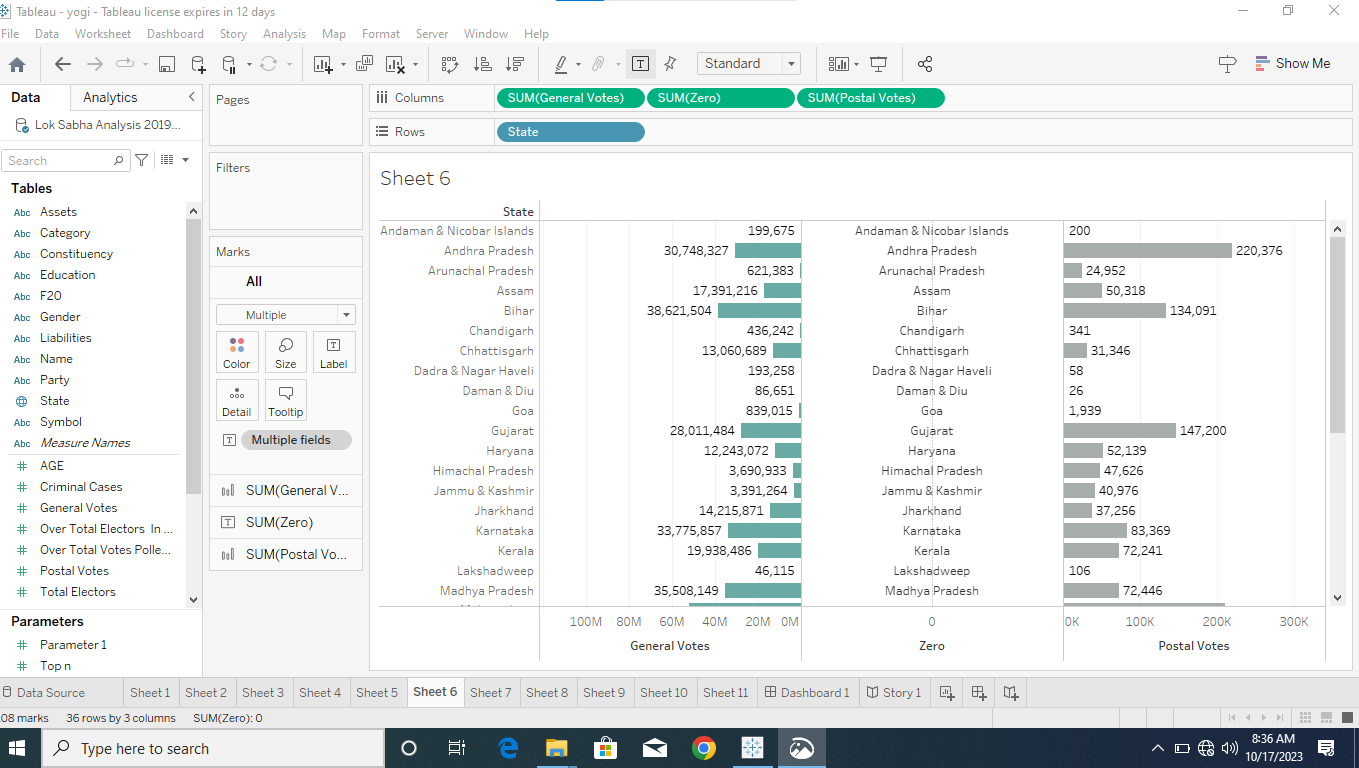 Tableau - yogi - Tableau license expires in 12 days
File Data Worksheet Dashboard Story Analysis Map Format Server Window Help
Standard Show Me
Data Analytics
Lok Sabha Analysis 2019...
Search
Tables
Abc Assets
Abc Category
Abc Constituency
Abc Education
Abc F20
Abc Gender
Abc Liabilities
Abc Name
Abc Party
State
Abc Symbol
Abc Measure Names
# AGE
# Criminal Cases
# General Votes
# Over Total Electors In ...
# Over Total Votes Polle...
# Postal Votes
# Total Electors
Parameters
# Parameter 1
# Top n
Pages
Filters
Marks
All
Multiple
Color Size Label
Detail Tooltip
Multiple fields
SUM(General V...
SUM(Zero)
SUM(Postal Vo...
Columns SUM(General Votes) SUM(Zero) SUM(Postal Votes)
Rows State
Sheet 6
State
Andaman & Nicobar Islands 199,675 Andaman & Nicobar Islands 200
Andhra Pradesh 30,748,327 Andhra Pradesh 220,376
Arunachal Pradesh 621,383 Arunachal Pradesh 24,952
Assam 17,391,216 Assam 50,318
Bihar 38,621,504 Bihar 134,091
Chandigarh 436,242 Chandigarh 341
Chhattisgarh 13,060,689 Chhattisgarh 31,346
Dadra & Nagar Haveli 193,258 Dadra & Nagar Haveli 58
Daman & Diu 86,651 Daman & Diu 26
Goa 839,015 Goa 1,939
Gujarat 28,011,484 Gujarat 147,200
Haryana 12,243,072 Haryana 52,139
Himachal Pradesh 3,690,933 Himachal Pradesh 47,626
Jammu & Kashmir 3,391,264 Jammu & Kashmir 40,976
Jharkhand 14,215,871 Jharkhand 37,256
Karnataka 33,775,857 Karnataka 83,369
Kerala 19,938,486 Kerala 72,241
Lakshadweep 46,115 Lakshadweep 106
Madhya Pradesh 35,508,149 Madhya Pradesh 72,446
100M 80M 60M 40M 20M 0M 0 0K 100K 200K 300K
General Votes Zero Postal Votes
Data Source Sheet 1 Sheet 2 Sheet 3 Sheet 4 Sheet 5 Sheet 6 Sheet 7 Sheet 8 Sheet 9 Sheet 10 Sheet 11 Dashboard 1 Story 1
08 marks 36 rows by 3 columns SUM(Zero): 0
Type here to search
8:36 AM
10/17/2023